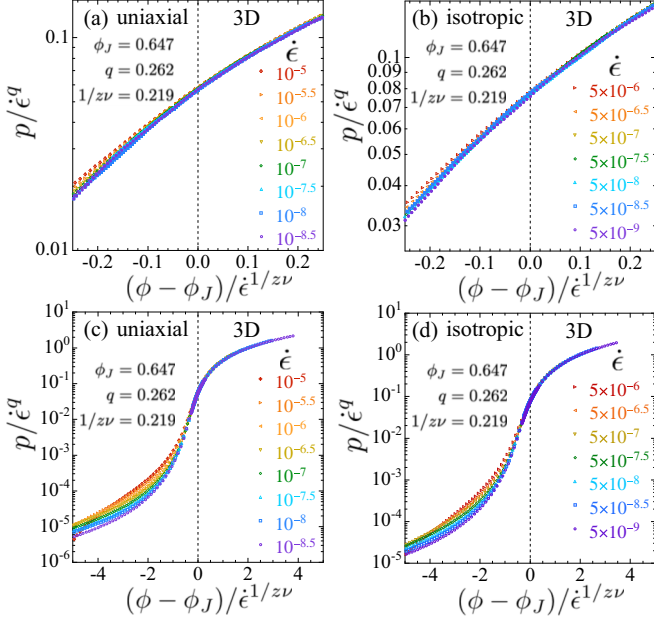 (a) uniaxial 3D
ϕ_J = 0.647
q = 0.262
1/zν = 0.219
ϵ̇
10^−5
10^−5.5
10^−6
10^−6.5
10^−7
10^−7.5
10^−8
10^−8.5
0.1
0.01
p/ϵ̇^q
-0.2 -0.1 0.0 0.1 0.2
(ϕ − ϕ_J)/ϵ̇^1/zν
(b) isotropic 3D
ϕ_J = 0.647
q = 0.262
1/zν = 0.219
ϵ̇
5×10^−6
5×10^−6.5
5×10^−7
5×10^−7.5
5×10^−8
5×10^−8.5
5×10^−9
0.1
0.08
0.06
0.04
0.03
p/ϵ̇^q
-0.2 -0.1 0.0 0.1 0.2
(ϕ − ϕ_J)/ϵ̇^1/zν
(c) uniaxial 3D
ϕ_J = 0.647
q = 0.262
1/zν = 0.219
ϵ̇
10^−5
10^−5.5
10^−6
10^−6.5
10^−7
10^−7.5
10^−8
10^−8.5
10^1
10^0
10^-1
10^-2
10^-3
10^-4
10^-5
10^-6
p/ϵ̇^q
-4 -2 0 2 4
(ϕ − ϕ_J)/ϵ̇^1/zν
(d) isotropic 3D
ϕ_J = 0.647
q = 0.262
1/zν = 0.219
ϵ̇
5×10^−6
5×10^−6.5
5×10^−7
5×10^−7.5
5×10^−8
5×10^−8.5
5×10^−9
10^1
10^0
10^-1
10^-2
10^-3
10^-4
10^-5
p/ϵ̇^q
-4 -2 0 2 4
(ϕ − ϕ_J)/ϵ̇^1/zν